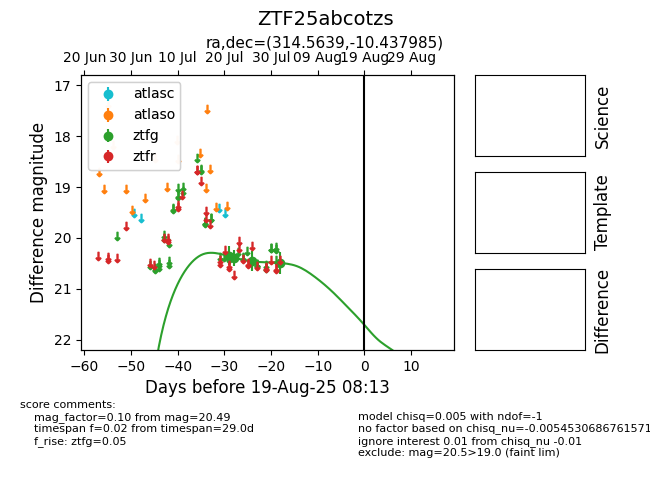 ZTF25abcotzs
ra,dec=(314.5639,-10.437985)
20 Jun 30 Jun 10 Jul 20 Jul 30 Jul 09 Aug 19 Aug 29 Aug
17
18
19
20
21
22
Difference magnitude
atlasc
atlaso
ztfg
ztfr
−60 −50 −40 −30 −20 −10 0 10
Days before 19-Aug-25 08:13
Science
Template
Difference
score comments:
mag_factor=0.10 from mag=20.49
timespan f=0.02 from timespan=29.0d
f_rise: ztfg=0.05
model chisq=0.005 with ndof=-1
no factor based on chisq_nu=-0.0054530686761571
ignore interest 0.01 from chisq_nu -0.01
exclude: mag=20.5>19.0 (faint lim)